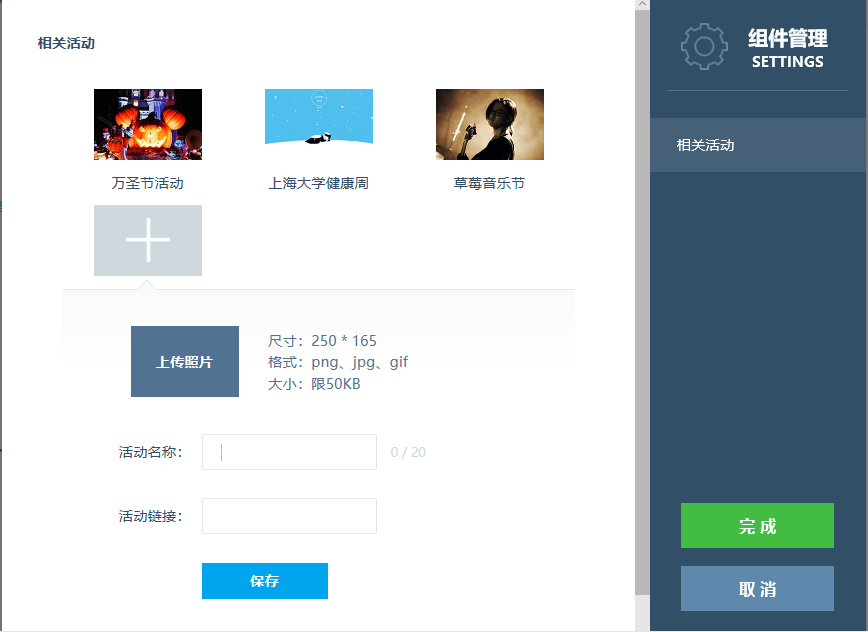 相关活动
万圣节活动
上海大学健康周
草莓音乐节
上传照片
尺寸：250 * 165
格式：png、jpg、gif
大小：限50KB
活动名称：
0 / 20
活动链接：
保存
组件管理
SETTINGS
相关活动
完 成
取 消